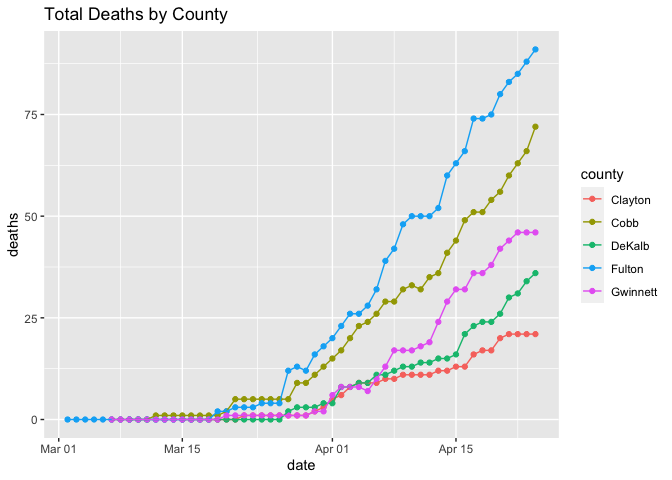 Total Deaths by County
75
50
25
0
deaths
Mar 01
Mar 15
Apr 01
Apr 15
date
county
Clayton
Cobb
DeKalb
Fulton
Gwinnett